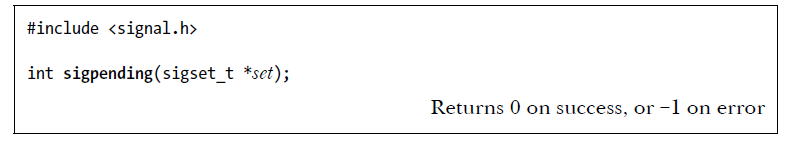 #include <signal.h>
int sigpending(sigset_t *set);
Returns 0 on success, or –1 on error